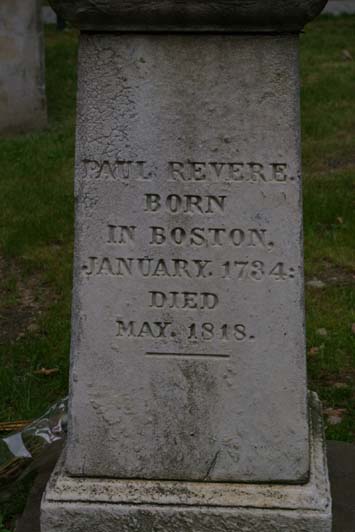 PAUL REVERE.
BORN
IN BOSTON,
JANUARY. 1734:
DIED
MAY. 1818.